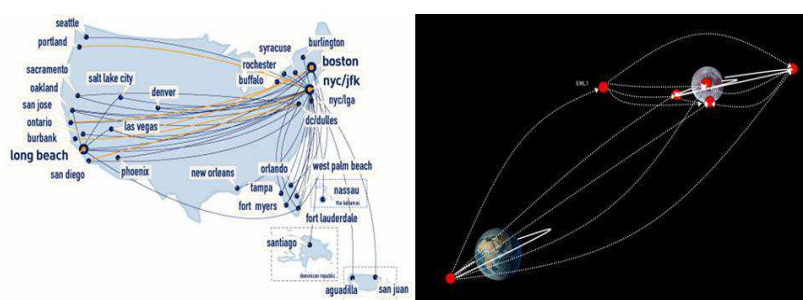 seattle
portland
sacramento
oakland
san jose
ontario
burbank
long beach
san diego
salt lake city
denver
las vegas
phoenix
new orleans
syracuse
rochester
buffalo
burlington
boston
nyc/jfk
nyc/lga
dc/dulles
orlando
tampa
fort myers
west palm beach
nassau
the bahamas
fort lauderdale
santiago
dominican republic
aguadilla
san juan
EML1